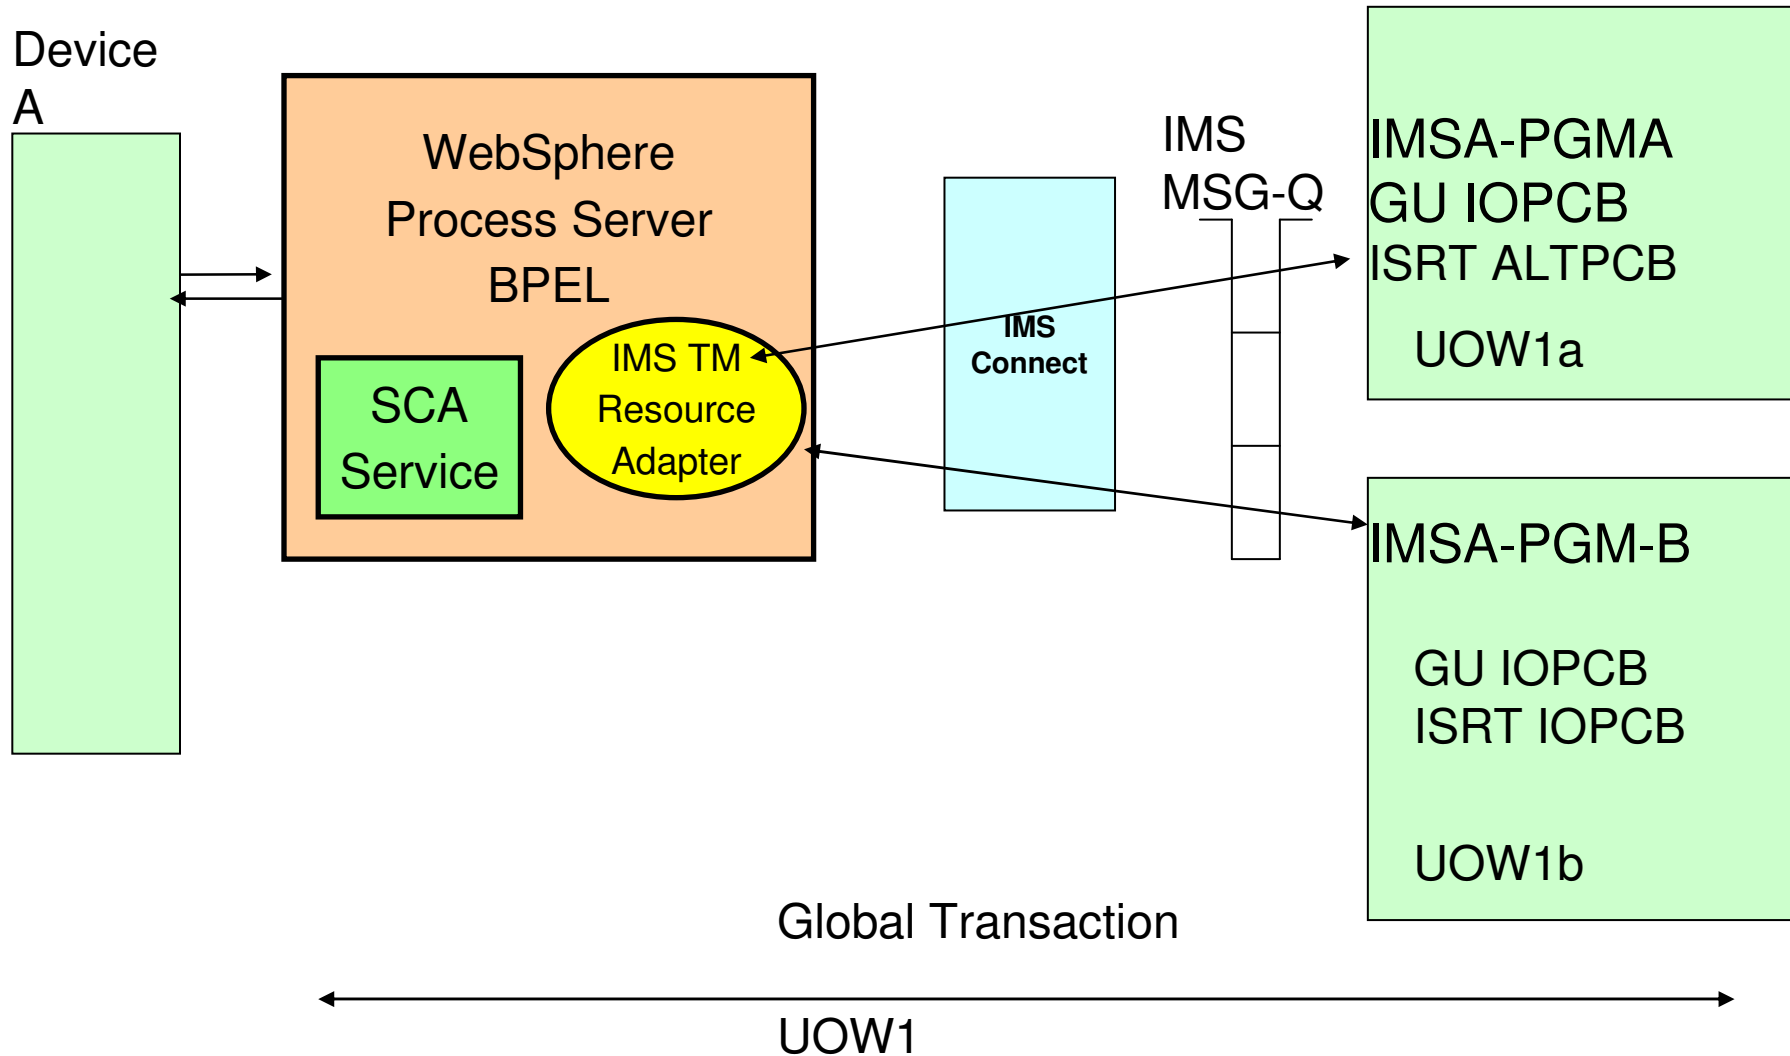 Device
A
WebSphere
Process Server
BPEL
SCA
Service
IMS TM
Resource
Adapter
IMS
Connect
IMS
MSG-Q
IMSA-PGMA
GU IOPCB
ISRT ALTPCB
UOW1a
IMSA-PGM-B
GU IOPCB
ISRT IOPCB
UOW1b
Global Transaction
UOW1